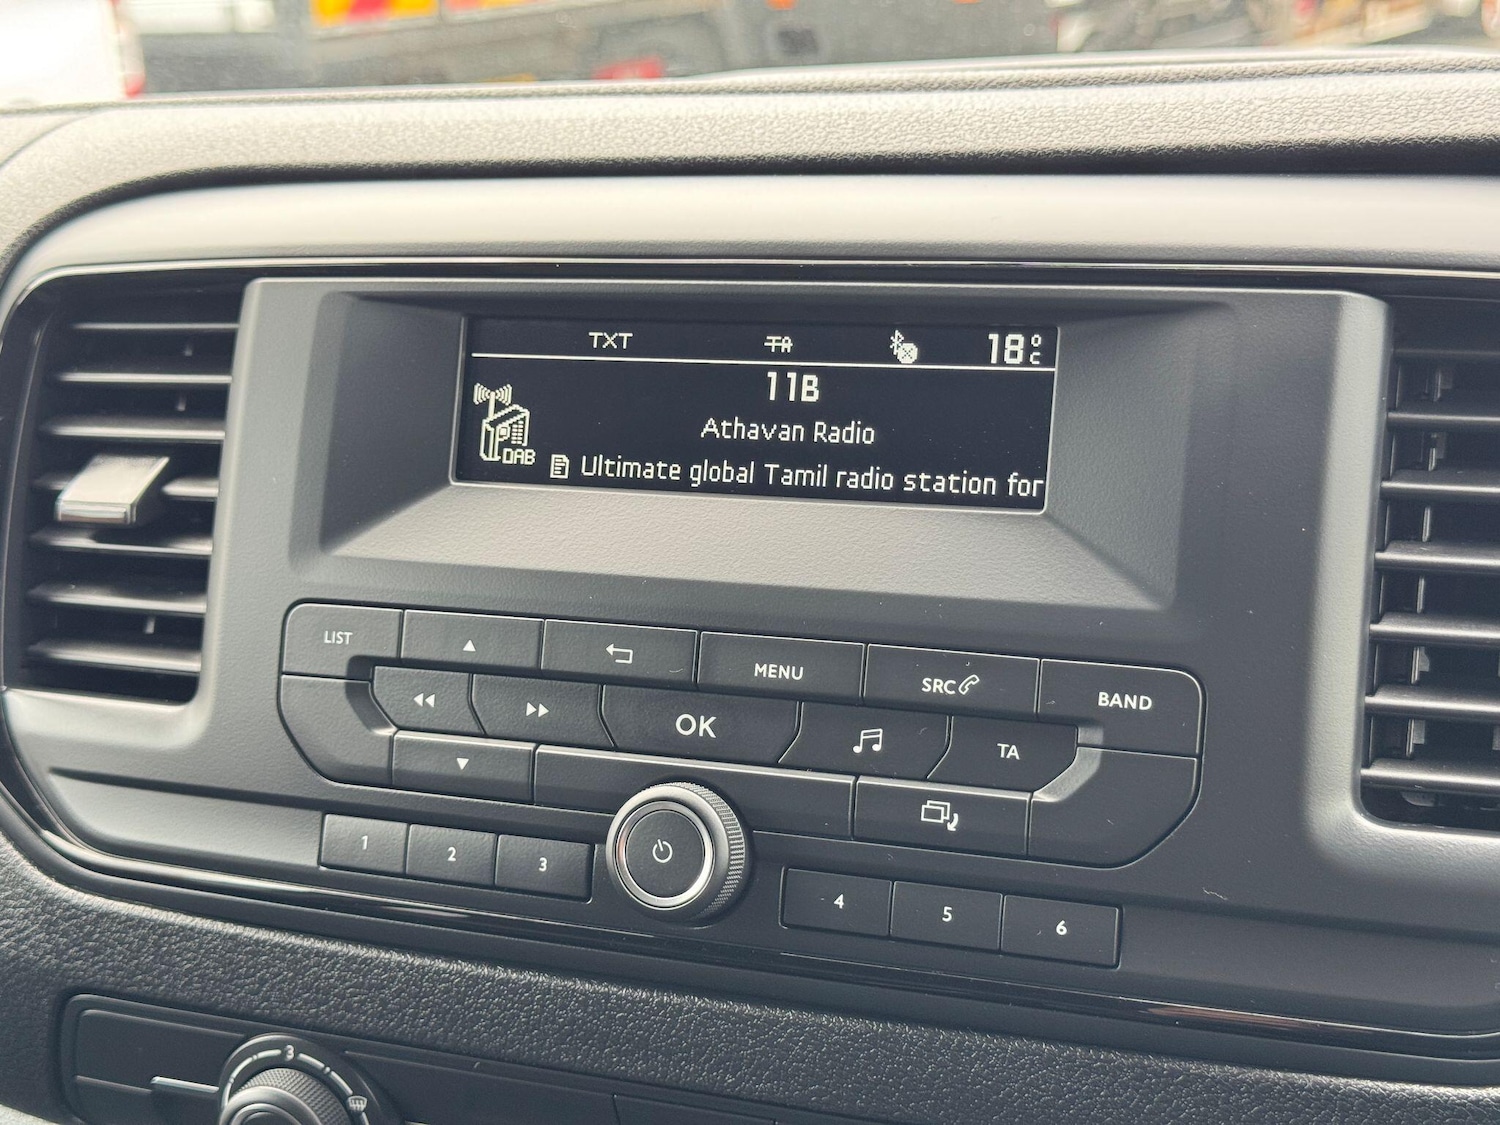 TXT TA 18°C
11B
Athavan Radio
DAB
Ultimate global Tamil radio station for
LIST
MENU
SRC
BAND
OK
TA
1
2
3
4
5
6
3